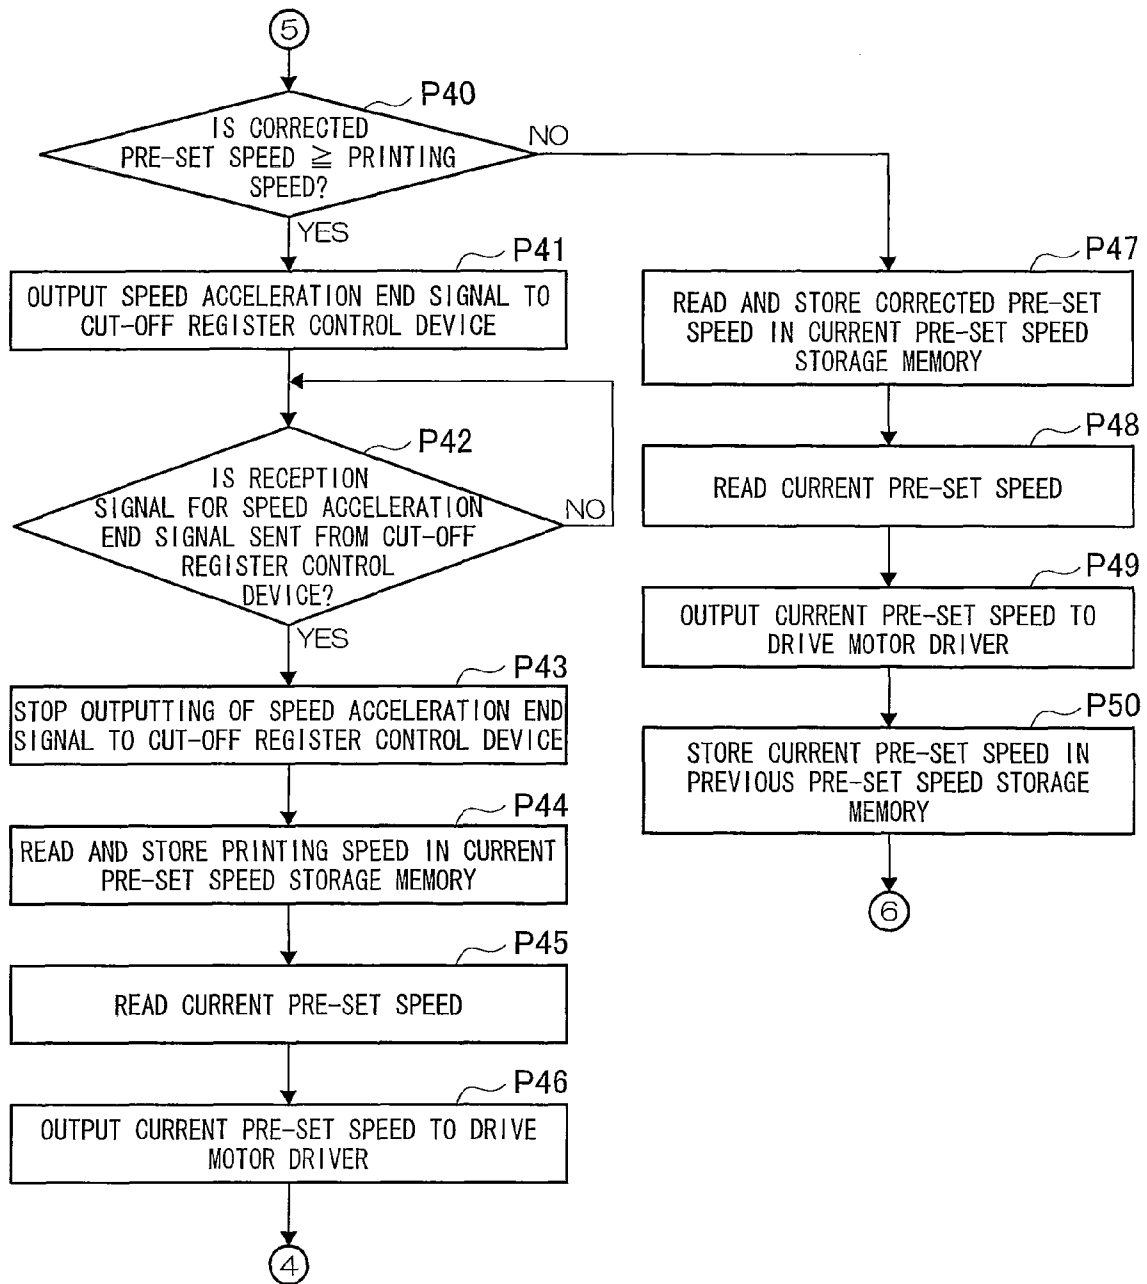 5
P40
IS CORRECTED
PRE-SET SPEED ≧ PRINTING
SPEED?
NO
YES
P41
OUTPUT SPEED ACCELERATION END SIGNAL TO
CUT-OFF REGISTER CONTROL DEVICE
P42
IS RECEPTION
SIGNAL FOR SPEED ACCELERATION
END SIGNAL SENT FROM CUT-OFF
REGISTER CONTROL
DEVICE?
NO
YES
P43
STOP OUTPUTTING OF SPEED ACCELERATION END
SIGNAL TO CUT-OFF REGISTER CONTROL DEVICE
P44
READ AND STORE PRINTING SPEED IN CURRENT
PRE-SET SPEED STORAGE MEMORY
P45
READ CURRENT PRE-SET SPEED
P46
OUTPUT CURRENT PRE-SET SPEED TO DRIVE
MOTOR DRIVER
4
P47
READ AND STORE CORRECTED PRE-SET
SPEED IN CURRENT PRE-SET SPEED
STORAGE MEMORY
P48
READ CURRENT PRE-SET SPEED
P49
OUTPUT CURRENT PRE-SET SPEED TO
DRIVE MOTOR DRIVER
P50
STORE CURRENT PRE-SET SPEED IN
PREVIOUS PRE-SET SPEED STORAGE
MEMORY
6